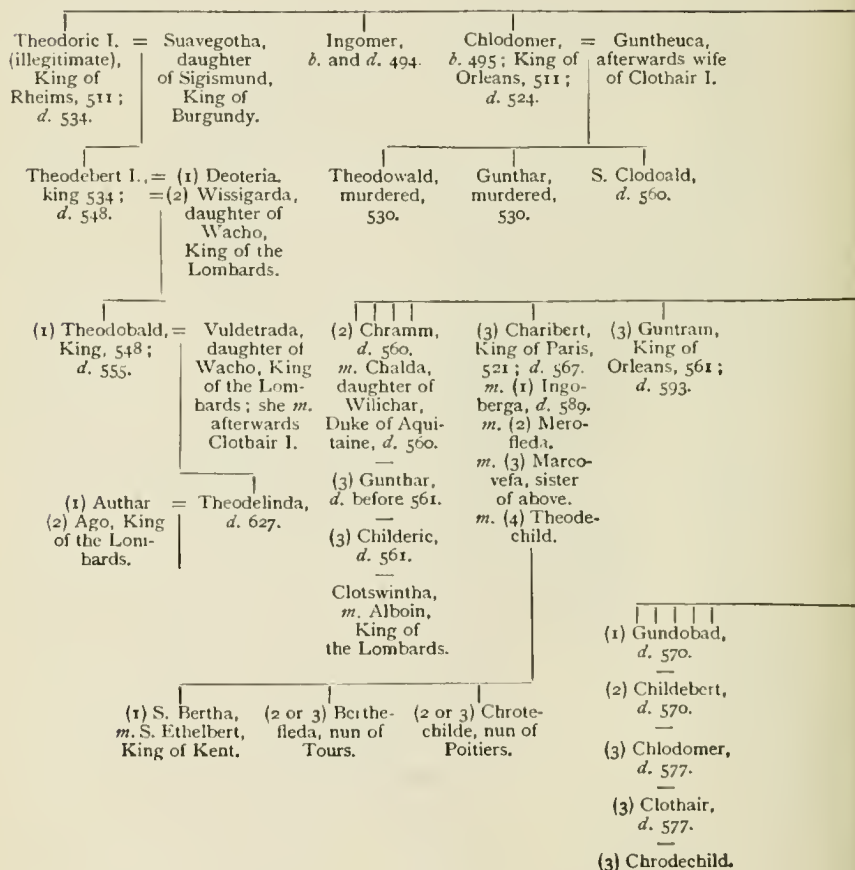 Theodoric I.
(illegitimate),
King of
Rheims, 511 ;
d. 534.
=
Suavegotha,
daughter
of Sigismund,
King of
Burgundy.
Ingomer,
b. and d. 494.
Chlodomer,
b. 495 ; King of
Orleans, 511 ;
d. 524.
=
Guntheuca,
afterwards wife
of Clothair I.
Theodebert I.,
king 534 ;
d. 548.
= (1) Deoteria.
= (2) Wissigarda,
daughter of
Wacho,
King of the
Lombards.
Theodowald,
murdered,
530.
Gunthar,
murdered,
530.
S. Clodoald,
d. 560.
(1) Theodobald,
King, 548 ;
d. 555.
=
Vuldetrada,
daughter of
Wacho, King
of the Lom-
bards ; she m.
afterwards
Clothair I.
(2) Chramm,
d. 560.
m. Chalda,
daughter of
Wilichar,
Duke of Aqui-
taine, d. 560.
—
(3) Gunthar,
d. before 561.
—
(3) Childeric,
d. 561.
—
Clotswintha,
m. Alboin,
King of
the Lombards.
(3) Charibert,
King of Paris,
521 ; d. 567.
m. (1) Ingo-
berga, d. 589.
m. (2) Mero-
fleda.
m. (3) Marco-
vefa, sister
of above.
m. (4) Theode-
child.
(3) Guntram,
King of
Orleans, 561 ;
d. 593.
(1) Authar
(2) Ago, King
of the Lom-
bards.
=
Theodelinda,
d. 627.
(1) S. Bertha,
m. S. Ethelbert,
King of Kent.
(2 or 3) Berthe-
fleda, nun of
Tours.
(2 or 3) Chrote-
childe, nun of
Poitiers.
(1) Gundobad,
d. 570.
—
(2) Childebert,
d. 570.
—
(3) Chlodomer,
d. 577.
—
(3) Clothair,
d. 577.
—
(3) Chrodechild.